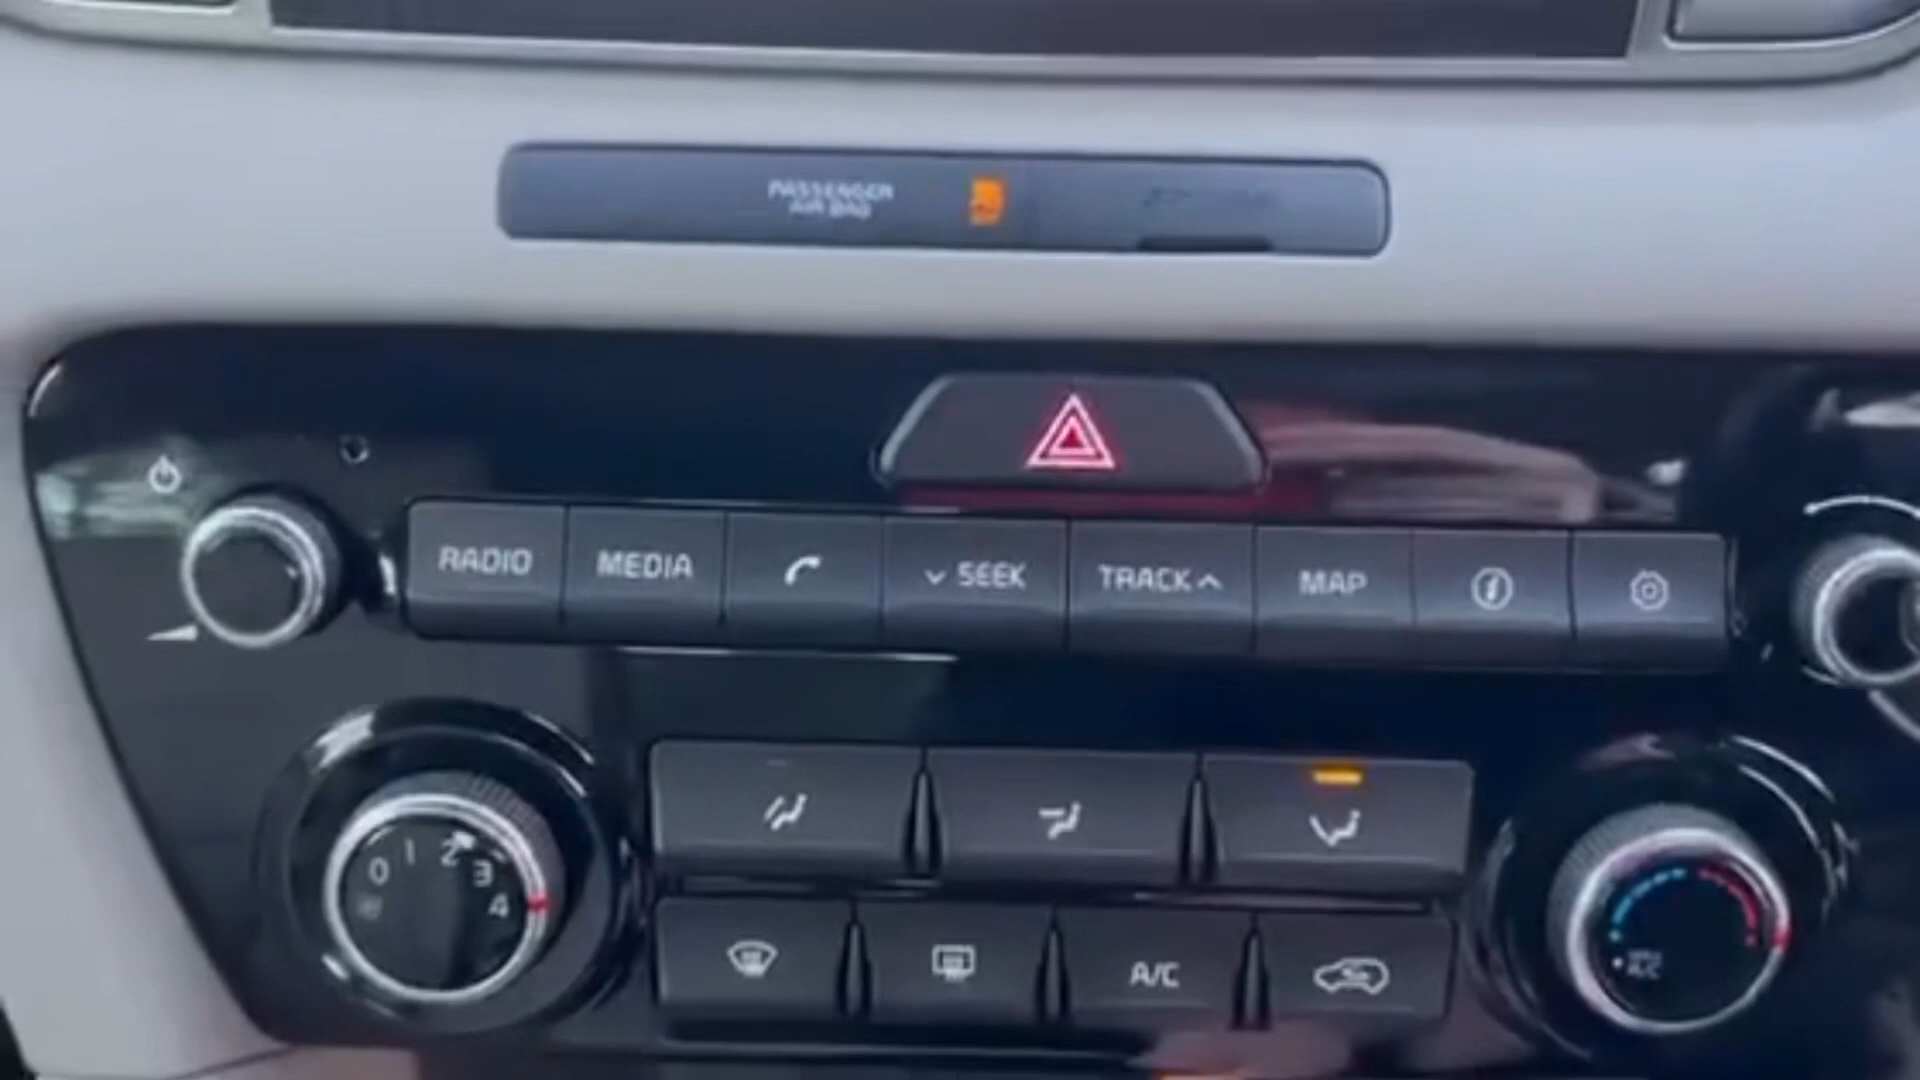 PASSENGER
AIR BAG
RADIO
MEDIA
SEEK
TRACK
MAP
0 1 2 3 4
A/C
A/C